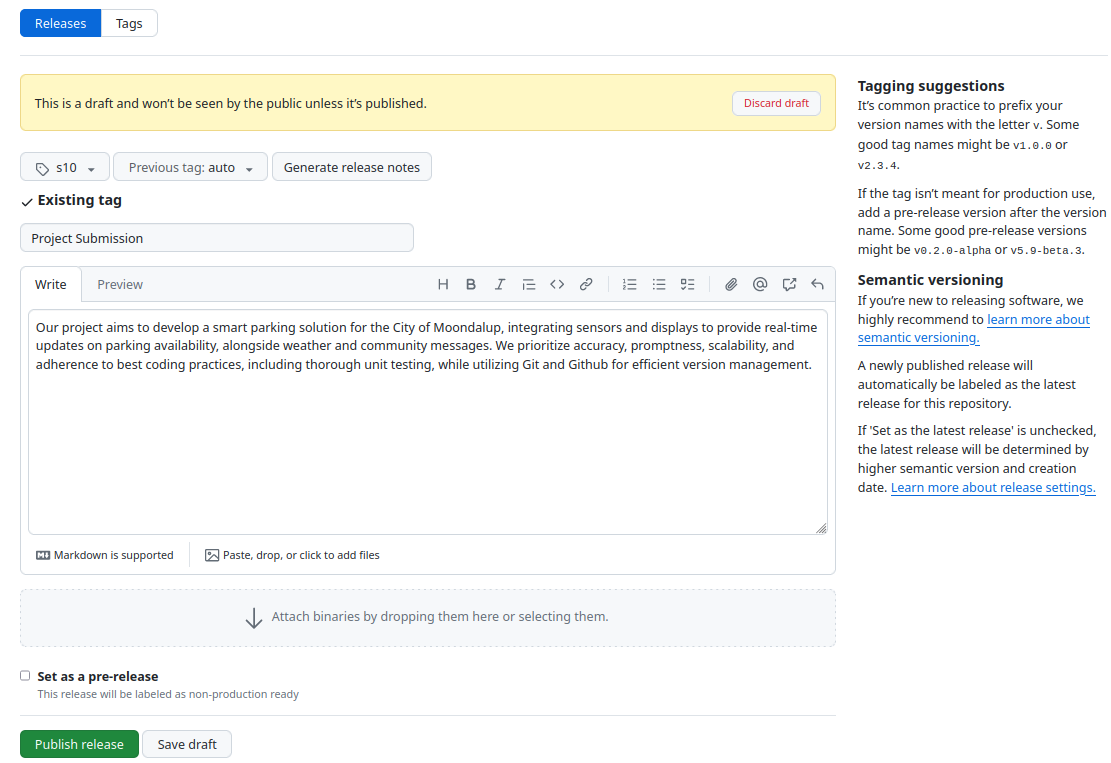 Releases Tags
This is a draft and won’t be seen by the public unless it’s published. Discard draft
s10 Previous tag: auto Generate release notes
Existing tag
Project Submission
Write Preview
Our project aims to develop a smart parking solution for the City of Moondalup, integrating sensors and displays to provide real-time
updates on parking availability, alongside weather and community messages. We prioritize accuracy, promptness, scalability, and
adherence to best coding practices, including thorough unit testing, while utilizing Git and Github for efficient version management.
Markdown is supported Paste, drop, or click to add files
Attach binaries by dropping them here or selecting them.
Set as a pre-release
This release will be labeled as non-production ready
Publish release Save draft
Tagging suggestions
It’s common practice to prefix your
version names with the letter v. Some
good tag names might be v1.0.0 or
v2.3.4.
If the tag isn’t meant for production use,
add a pre-release version after the version
name. Some good pre-release versions
might be v0.2.0-alpha or v5.9-beta.3.
Semantic versioning
If you’re new to releasing software, we
highly recommend to learn more about
semantic versioning.
A newly published release will
automatically be labeled as the latest
release for this repository.
If 'Set as the latest release' is unchecked,
the latest release will be determined by
higher semantic version and creation
date. Learn more about release settings.